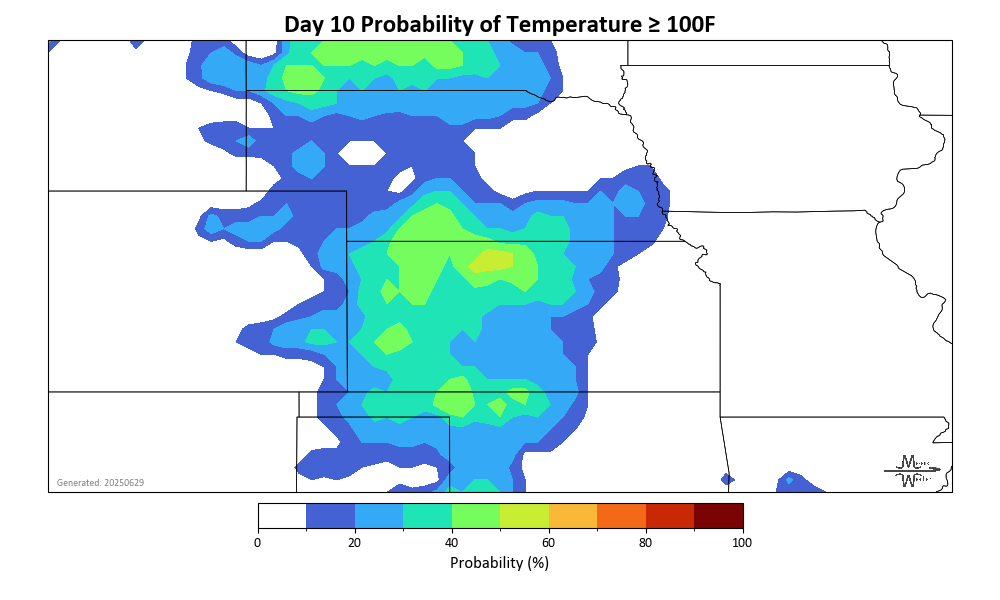 Day 10 Probability of Temperature ≥ 100F
Generated: 20250629
0 20 40 60 80 100
Probability (%)